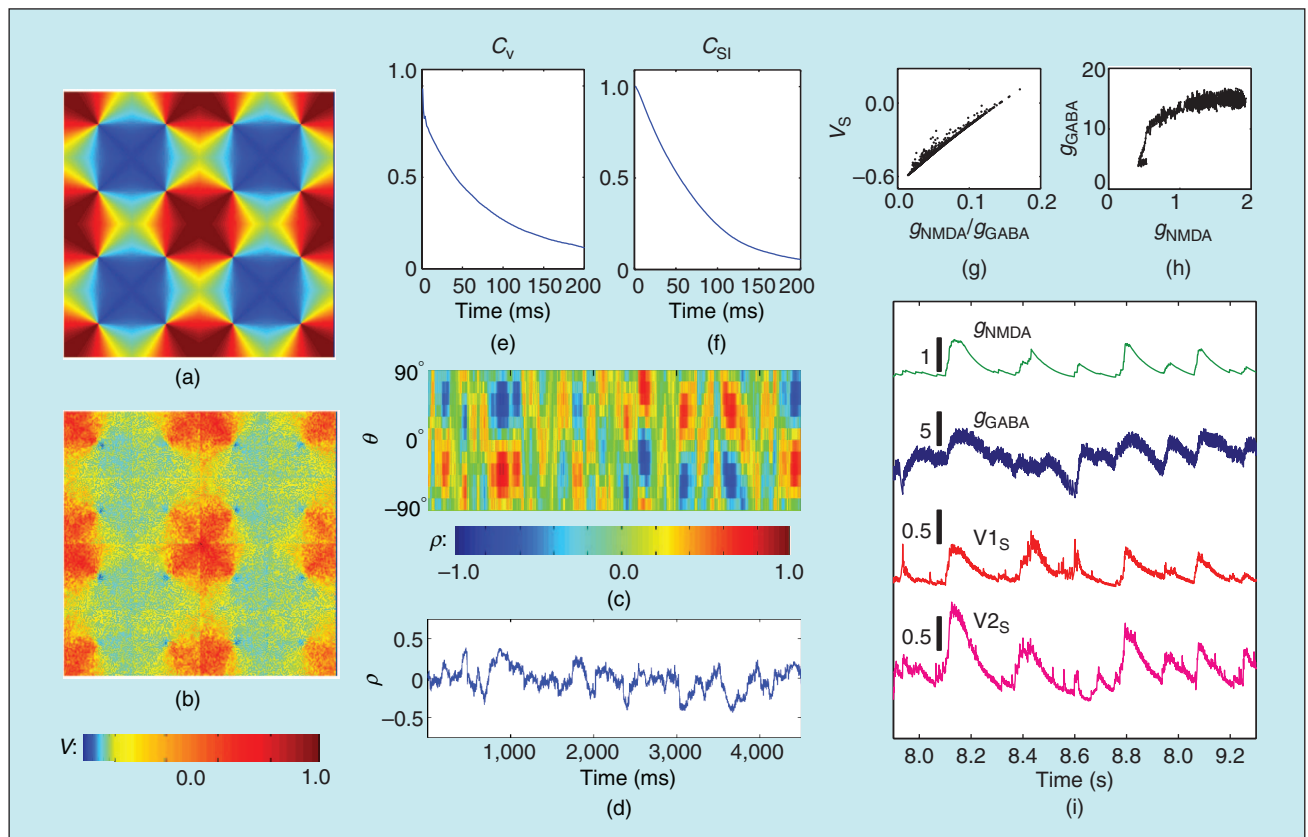 (a)
(b)
V:
0.0
1.0
C_v
1.0
0.5
0
0 50 100 150 200
Time (ms)
(e)
C_SI
1.0
0.5
0
0 50 100 150 200
Time (ms)
(f)
90°
θ 0°
−90°
ρ:
−1.0 0.0 1.0
(c)
0.5
ρ 0
−0.5
1,000 2,000 3,000 4,000
Time (ms)
(d)
V_S
0.0
−0.6
0.0 0.1 0.2
g_NMDA/g_GABA
(g)
g_GABA
20
10
0
0 1 2
g_NMDA
(h)
g_NMDA
1
g_GABA
5
V1_S
0.5
V2_S
0.5
8.0 8.2 8.4 8.6 8.8 9.0 9.2
Time (s)
(i)